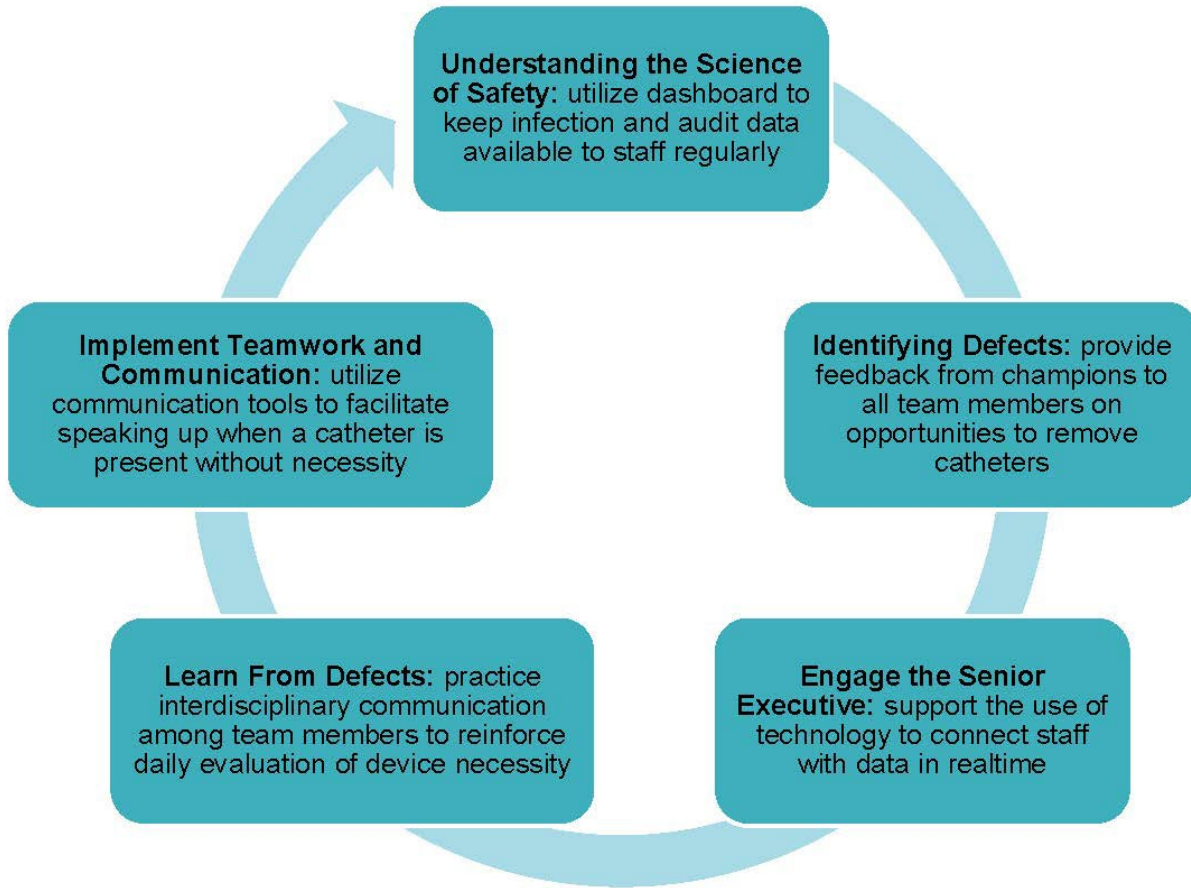 Understanding the Science
of Safety: utilize dashboard to
keep infection and audit data
available to staff regularly
Identifying Defects: provide
feedback from champions to
all team members on
opportunities to remove
catheters
Engage the Senior
Executive: support the use of
technology to connect staff
with data in realtime
Learn From Defects: practice
interdisciplinary communication
among team members to reinforce
daily evaluation of device necessity
Implement Teamwork and
Communication: utilize
communication tools to facilitate
speaking up when a catheter is
present without necessity